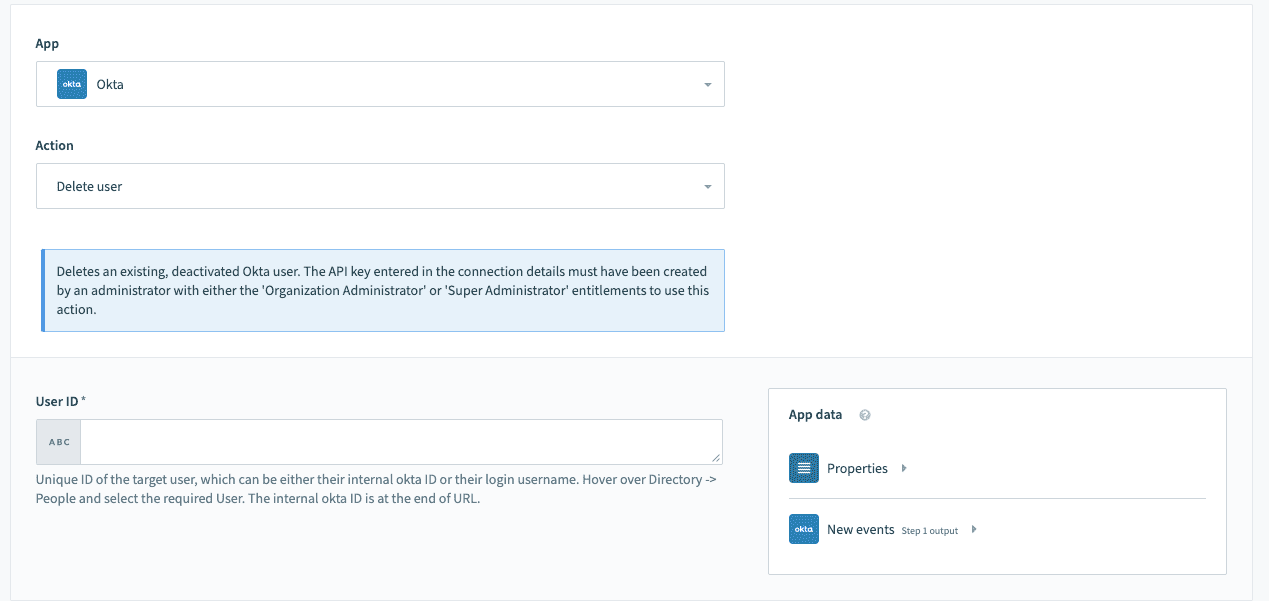 App
okta Okta
Action
Delete user
Deletes an existing, deactivated Okta user. The API key entered in the connection details must have been created
by an administrator with either the 'Organization Administrator' or 'Super Administrator' entitlements to use this
action.
User ID *
ABC
Unique ID of the target user, which can be either their internal okta ID or their login username. Hover over Directory ->
People and select the required User. The internal okta ID is at the end of URL.
App data ?
Properties
okta New events Step 1 output